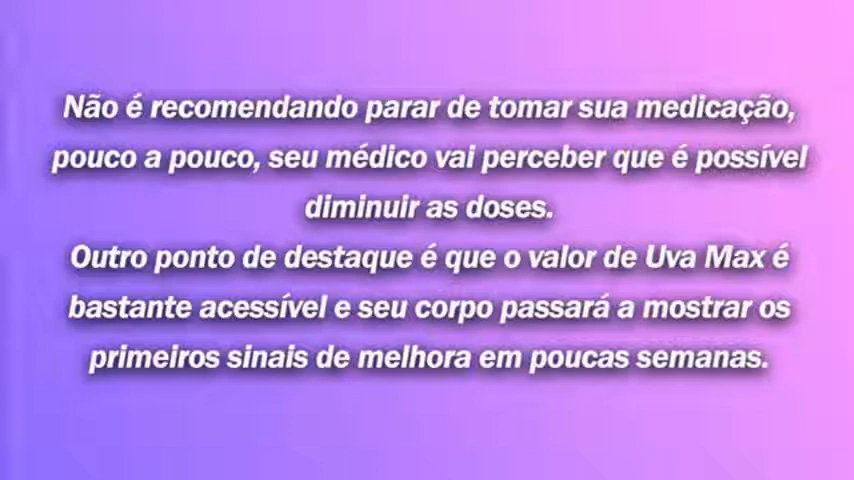 Não é recomendando parar de tomar sua medicação,
pouco a pouco, seu médico vai perceber que é possível
diminuir as doses.
Outro ponto de destaque é que o valor de Uva Max é
bastante acessível e seu corpo passará a mostrar os
primeiros sinais de melhora em poucas semanas.